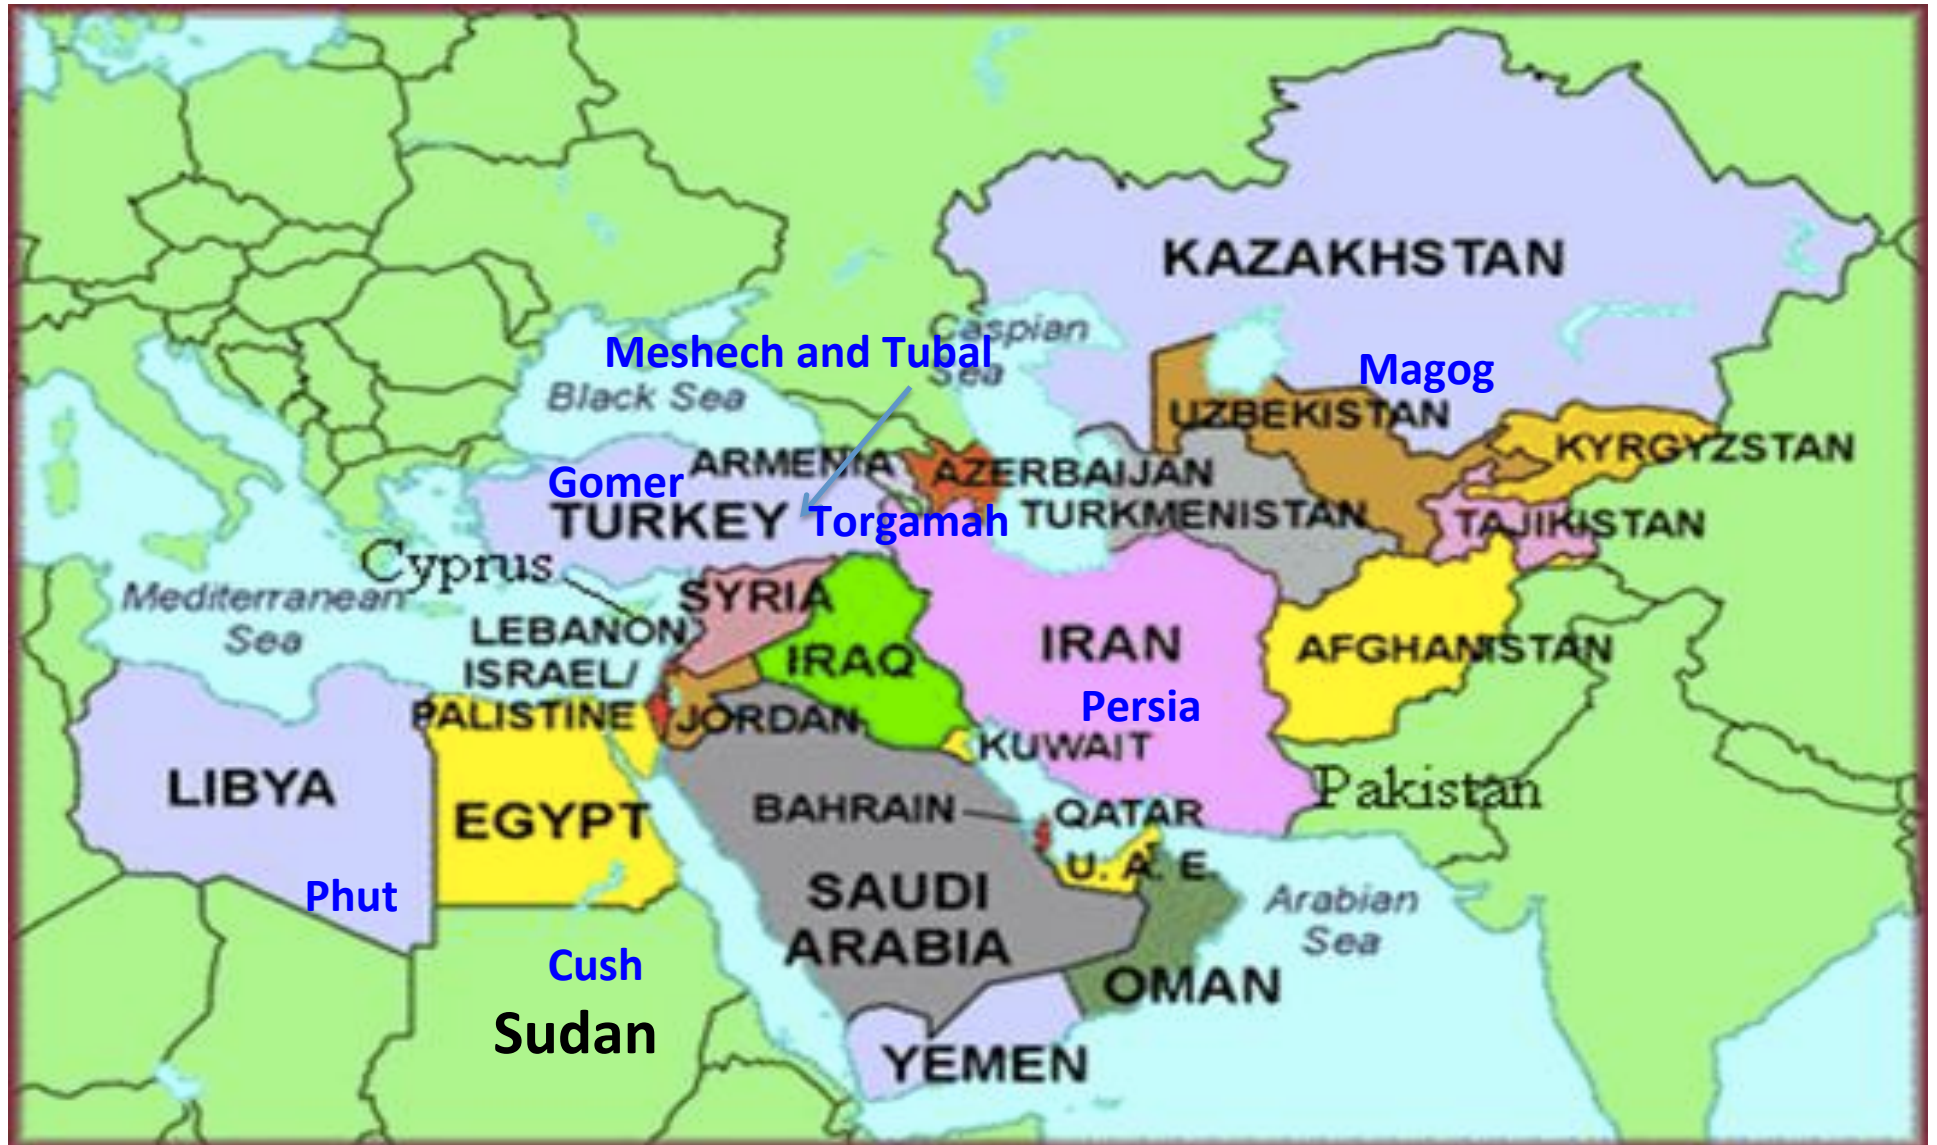 KAZAKHSTAN
Caspian
Sea
Meshech and Tubal
Magog
Black Sea
UZBEKISTAN
KYRGYZSTAN
ARMENIA
AZERBAIJAN
Gomer
TURKEY
Torgamah
TURKMENISTAN
TAJIKISTAN
Cyprus
Mediterranean
Sea
SYRIA
LEBANON
ISRAEL/
PALISTINE
IRAQ
IRAN
AFGHANISTAN
Persia
JORDAN
KUWAIT
LIBYA
EGYPT
BAHRAIN
QATAR
Pakistan
U. A. E.
SAUDI
ARABIA
Arabian
Sea
Phut
Cush
Sudan
OMAN
YEMEN